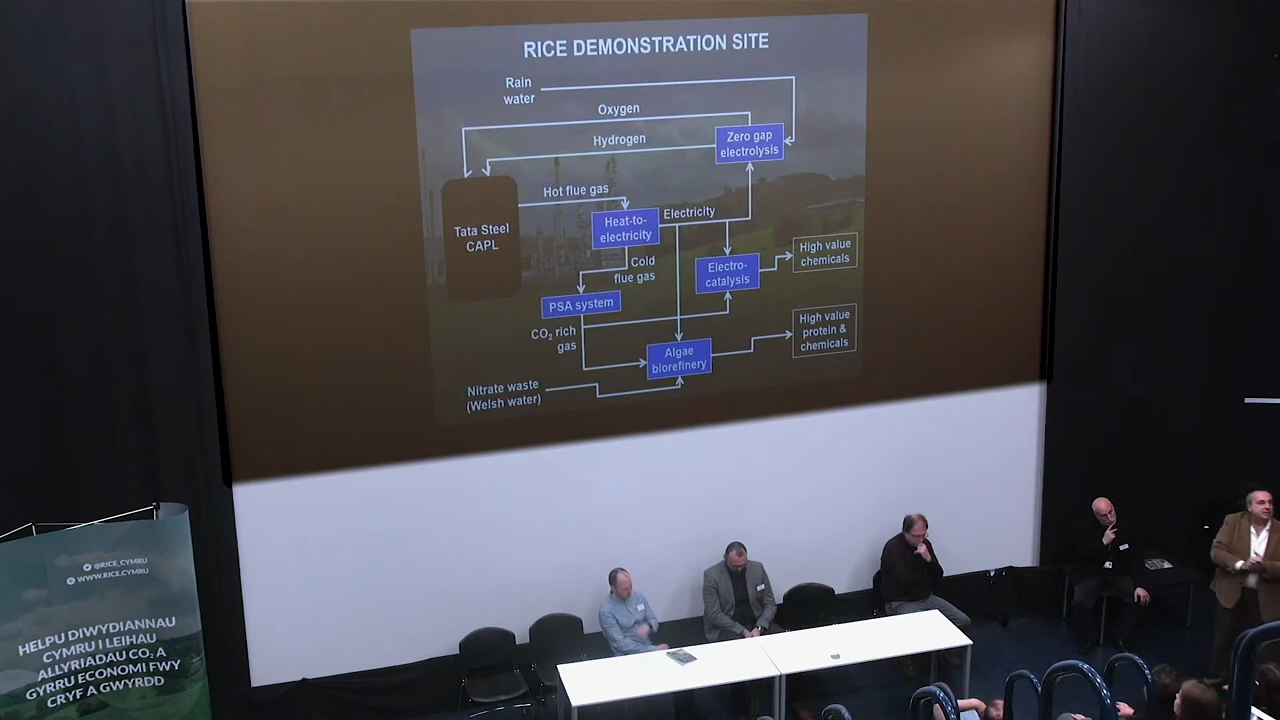 RICE DEMONSTRATION SITE
Rain
water
Oxygen
Hydrogen
Zero gap
electrolysis
Hot flue gas
Tata Steel
CAPL
Heat-to-
electricity
Electricity
Cold
flue gas
Electro-
catalysis
High value
chemicals
PSA system
CO₂ rich
gas
Algae
biorefinery
High value
protein &
chemicals
Nitrate waste
(Welsh water)
@RICE_CYMRU
WWW.RICE.CYMRU
HELPU DIWYDIANNAU
CYMRU I LEIHAU
ALLYRIADAU CO₂ A
GYRRU ECONOMI FWY
CRYF A GWYRDD